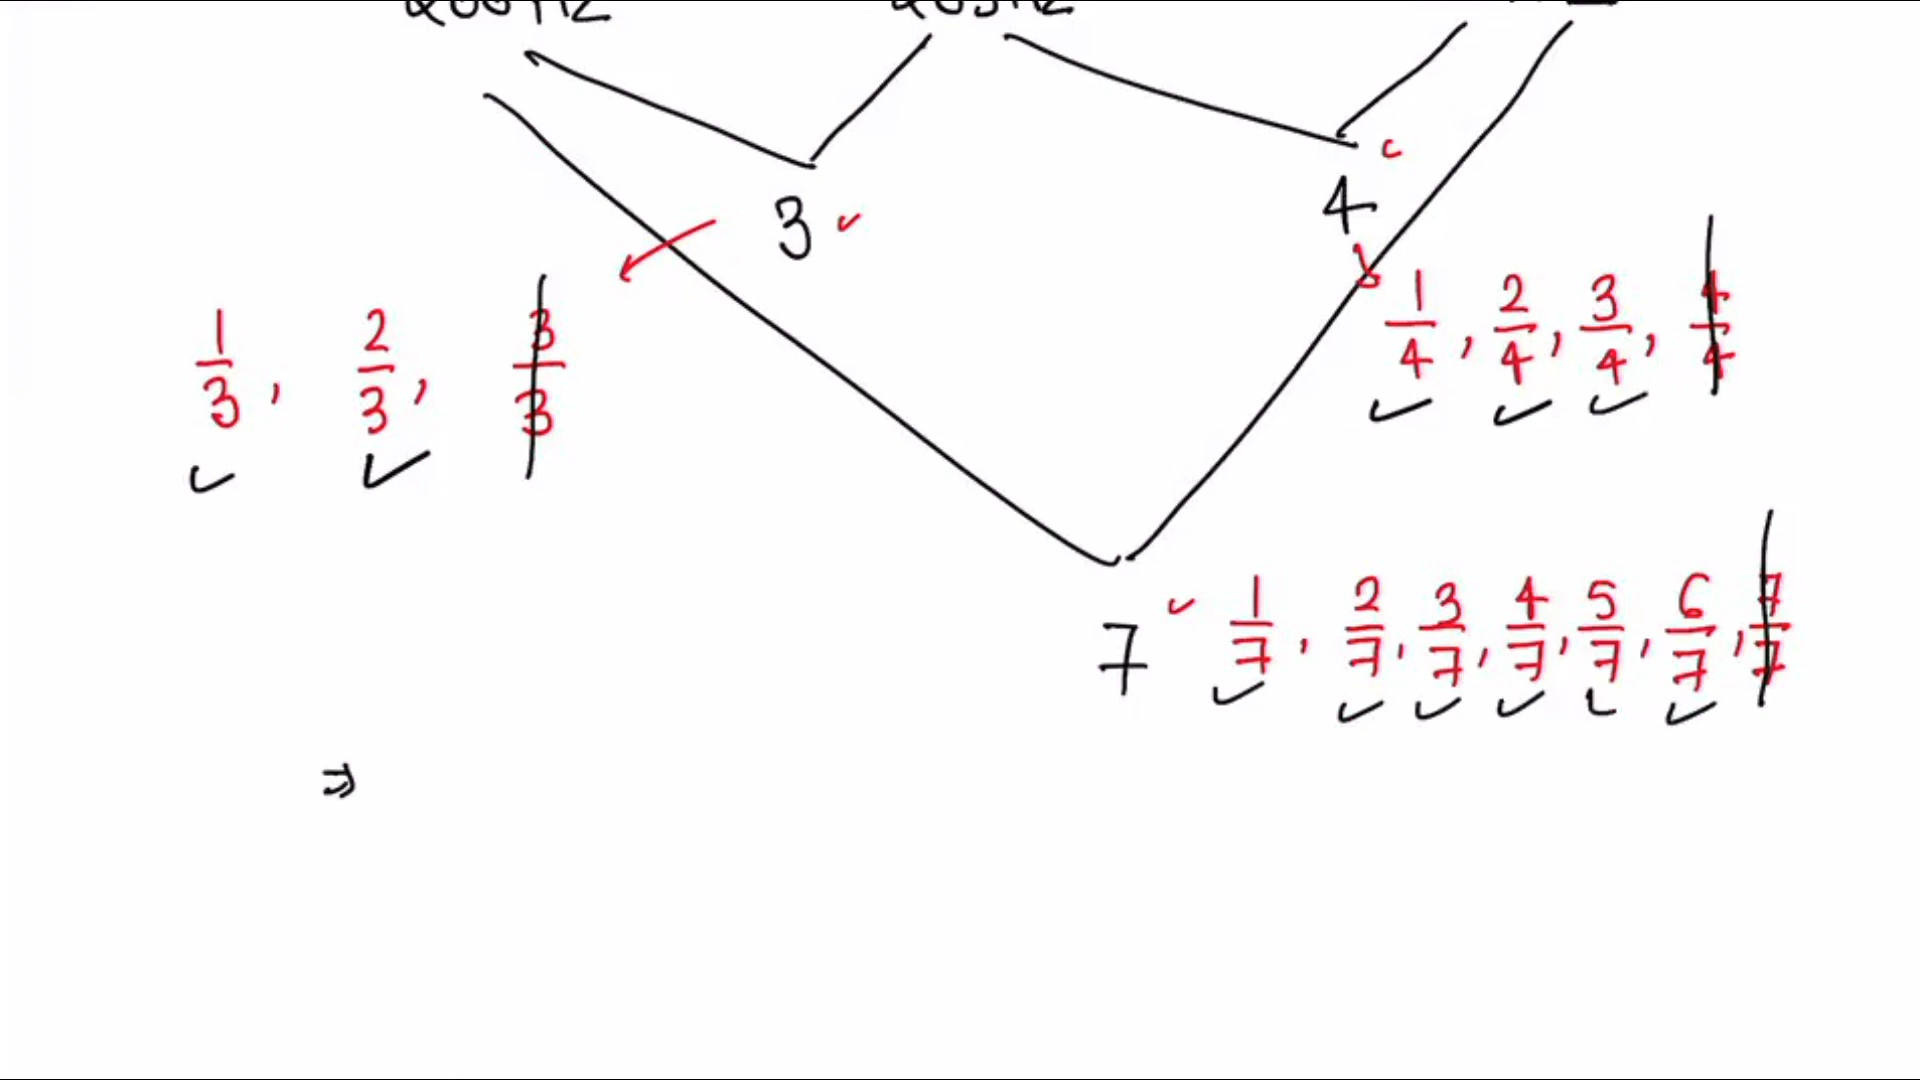 3
4
1/3, 2/3, 3/3
1/4, 2/4, 3/4, 4/4
7 1/7, 2/7, 3/7, 4/7, 5/7, 6/7, 7/7
⇒